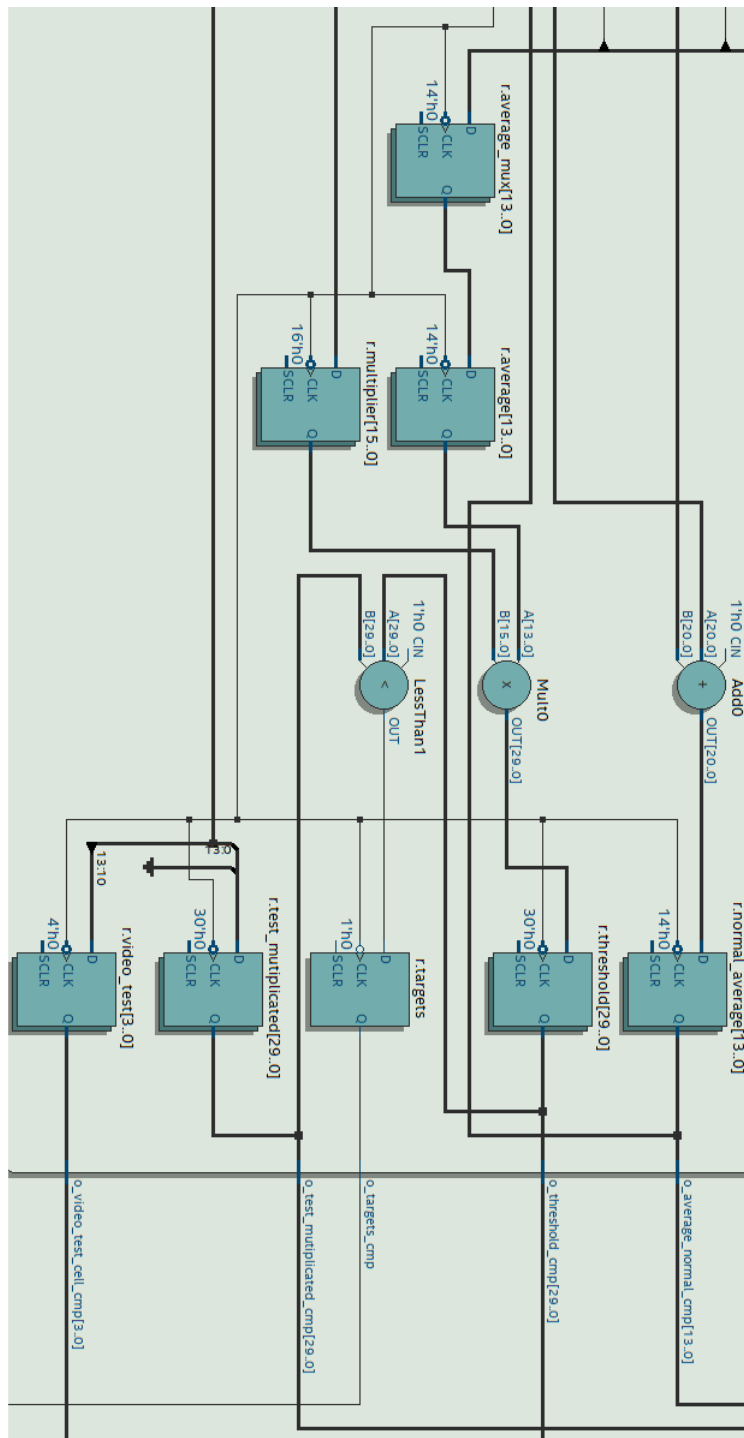 r.average_mux[13..0]
14'h0
D
CLK
SCLR
Q
r.average[13..0]
14'h0
D
CLK
SCLR
Q
r.multiplier[15..0]
16'h0
D
CLK
SCLR
Q
Add0
1'h0 CIN
A[20..0]
B[20..0]
+
OUT[20..0]
Mult0
A[13..0]
B[15..0]
x
OUT[29..0]
LessThan1
1'h0 CIN
A[29..0]
B[29..0]
<
OUT
13:0
13:10
r.normal_average[13..0]
14'h0
D
CLK
SCLR
Q
r.threshold[29..0]
30'h0
D
CLK
SCLR
Q
r.targets
1'h0
D
CLK
SCLR
Q
r.test_mutiplicated[29..0]
30'h0
D
CLK
SCLR
Q
r.video_test[3..0]
4'h0
D
CLK
SCLR
Q
o_average_normal_cmp[13..0]
o_threshold_cmp[29..0]
o_targets_cmp
o_test_mutiplicated_cmp[29..0]
o_video_test_cell_cmp[3..0]